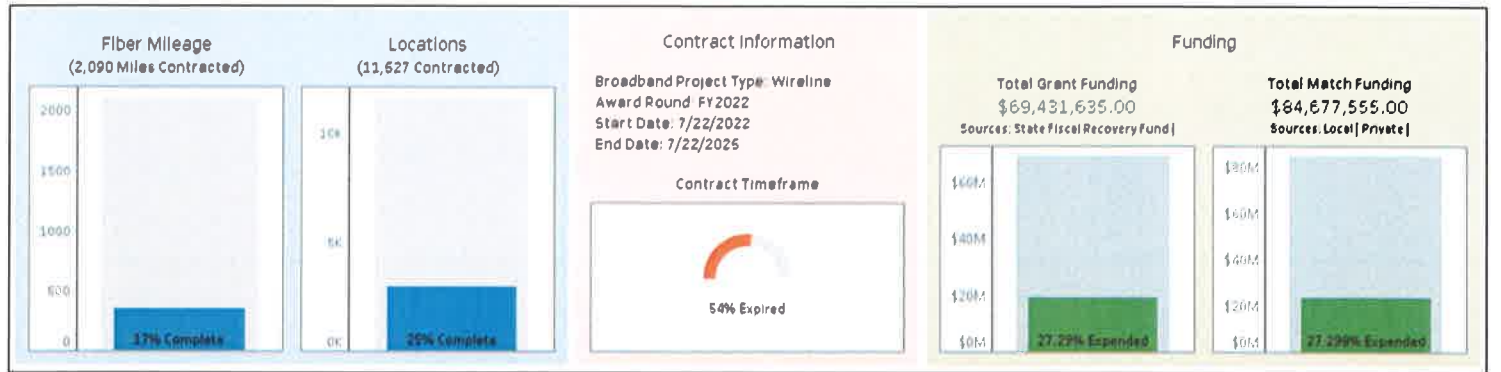 Fiber Mileage
(2,090 Miles Contracted)
2000
1500
1000
500
0
17% Complete
Locations
(11,627 Contracted)
10K
5K
0K
25% Complete
Contract Information
Broadband Project Type: Wireline
Award Round: FY2022
Start Date: 7/22/2022
End Date: 7/22/2025
Contract Timeframe
54% Expired
Funding
Total Grant Funding
$69,431,635.00
Sources: State Fiscal Recovery Fund |
$60M
$40M
$20M
$0M
27.29% Expended
Total Match Funding
$84,677,555.00
Sources: Local | Private |
$80M
$60M
$40M
$20M
$0M
27.299% Expended